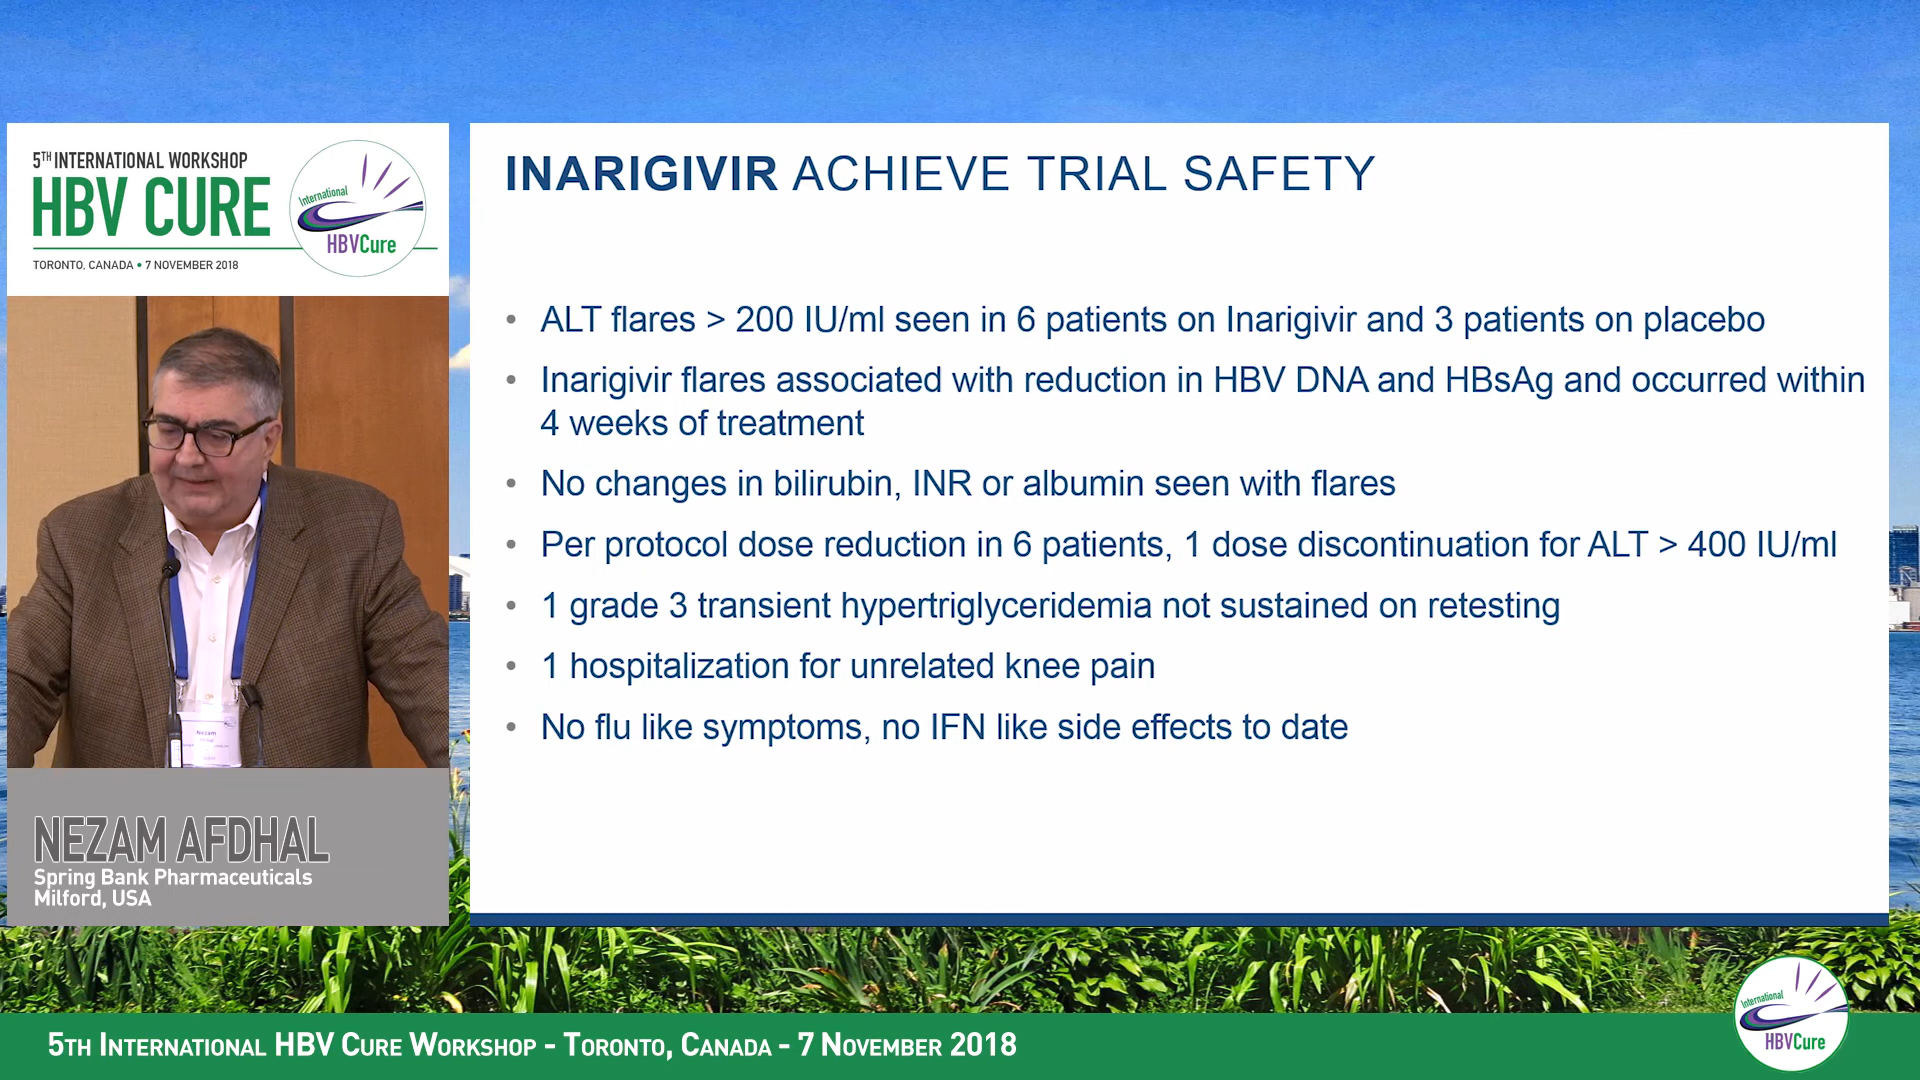 5TH INTERNATIONAL WORKSHOP
HBV CURE
TORONTO, CANADA • 7 NOVEMBER 2018
International
HBVCure
Nezam
NEZAM AFDHAL
Spring Bank Pharmaceuticals
Milford, USA
INARIGIVIR ACHIEVE TRIAL SAFETY
• ALT flares > 200 IU/ml seen in 6 patients on Inarigivir and 3 patients on placebo
• Inarigivir flares associated with reduction in HBV DNA and HBsAg and occurred within
4 weeks of treatment
• No changes in bilirubin, INR or albumin seen with flares
• Per protocol dose reduction in 6 patients, 1 dose discontinuation for ALT > 400 IU/ml
• 1 grade 3 transient hypertriglyceridemia not sustained on retesting
• 1 hospitalization for unrelated knee pain
• No flu like symptoms, no IFN like side effects to date
5TH INTERNATIONAL HBV CURE WORKSHOP - TORONTO, CANADA - 7 NOVEMBER 2018
International
HBVCure